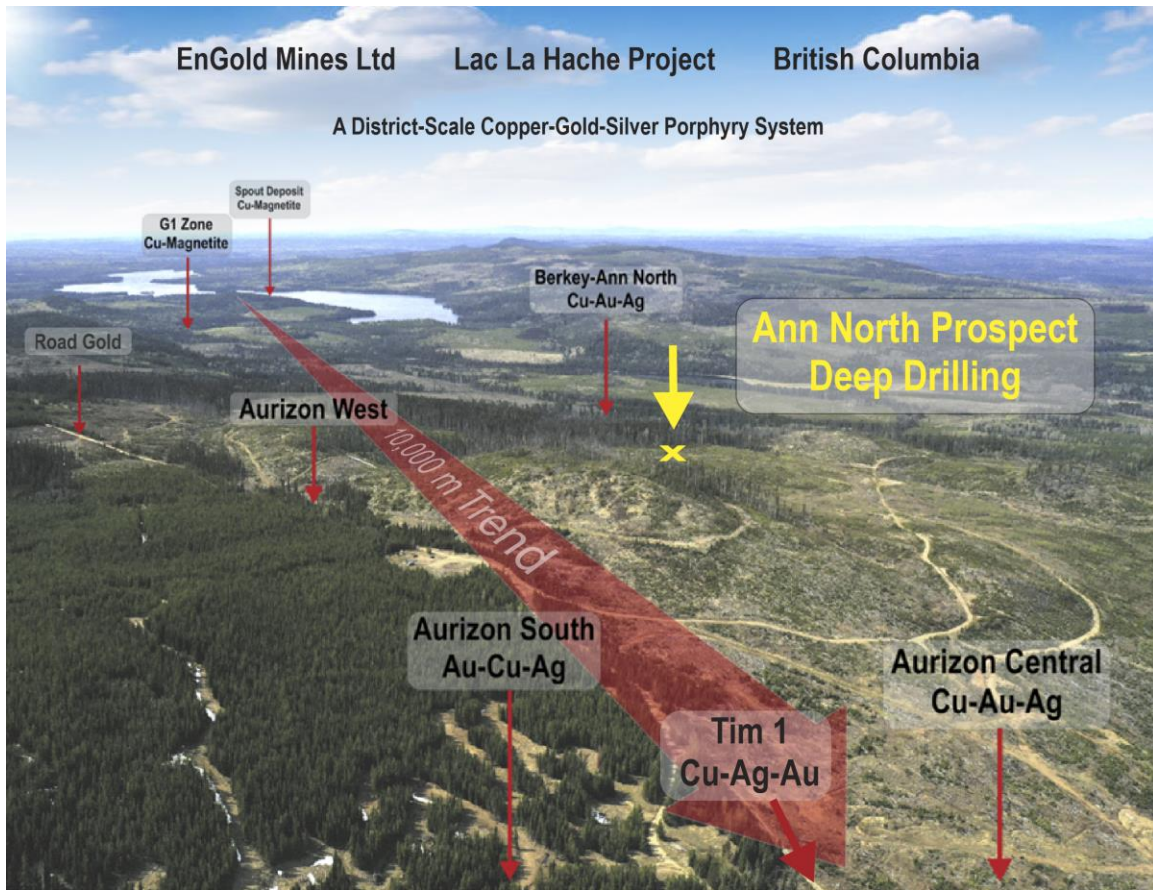 EnGold Mines Ltd Lac La Hache Project British Columbia
A District-Scale Copper-Gold-Silver Porphyry System
Spout Deposit
Cu-Magnetite
G1 Zone
Cu-Magnetite
Berkey-Ann North
Cu-Au-Ag
Ann North Prospect
Deep Drilling
Road Gold
Aurizon West
10,000 m Trend
Aurizon South
Au-Cu-Ag
Aurizon Central
Cu-Au-Ag
Tim 1
Cu-Ag-Au